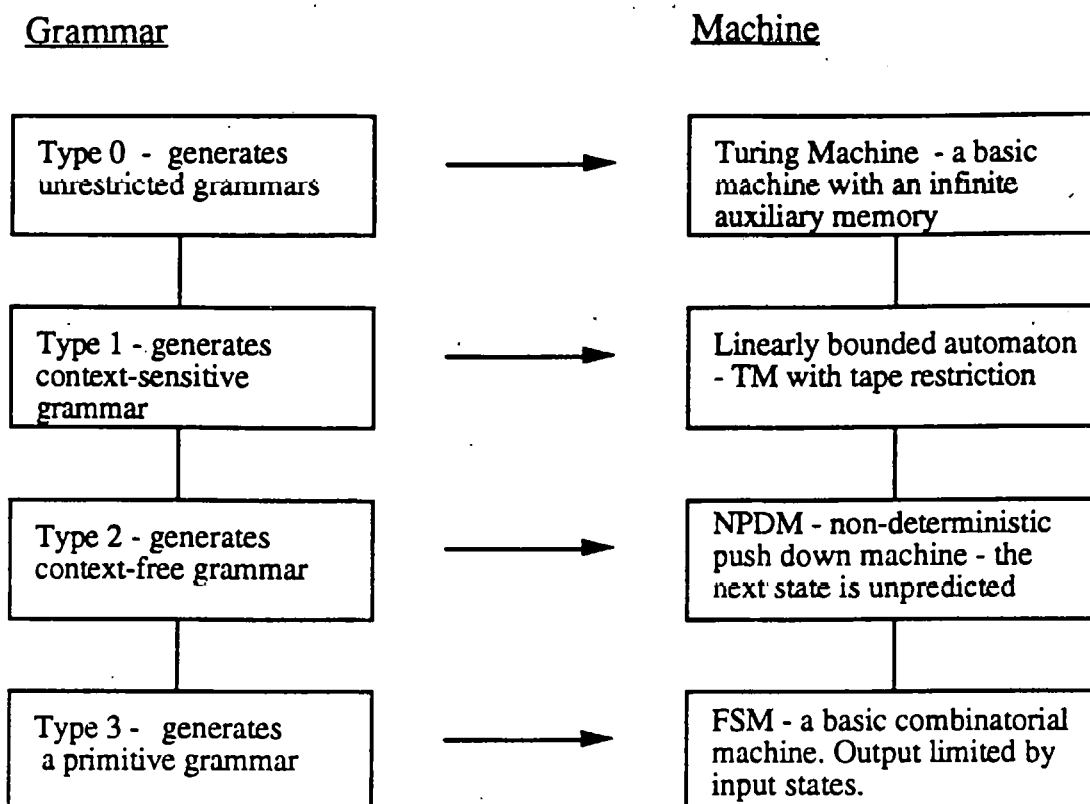 Grammar
Machine
Type 0 - generates
unrestricted grammars
Turing Machine - a basic
machine with an infinite
auxiliary memory
Type 1 - generates
context-sensitive
grammar
Linearly bounded automaton
- TM with tape restriction
Type 2 - generates
context-free grammar
NPDM - non-deterministic
push down machine - the
next state is unpredicted
Type 3 - generates
a primitive grammar
FSM - a basic combinatorial
machine. Output limited by
input states.